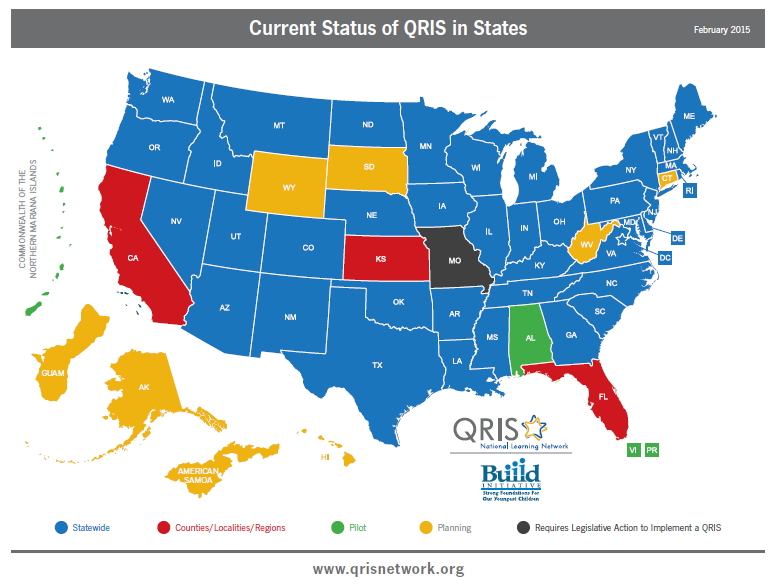 Current Status of QRIS in States
February 2015
COMMONWEALTH OF THE
NORTHERN MARIANA ISLANDS
WA
MT
ND
MN
ME
OR
ID
WY
SD
WI
MI
VT
NH
MA
NY
CT
RI
NV
UT
CO
NE
IA
IL
IN
OH
PA
NJ
MD
DE
DC
CA
KS
MO
KY
WV
VA
AZ
NM
OK
AR
TN
NC
SC
TX
LA
MS
AL
GA
FL
GUAM
AK
HI
AMERICAN
SAMOA
VI
PR
QRIS
National Learning Network
Build
INITIATIVE
Strong Foundations For
Our Youngest Children
Statewide
Counties/Localities/Regions
Pilot
Planning
Requires Legislative Action to Implement a QRIS
www.qrisnetwork.org